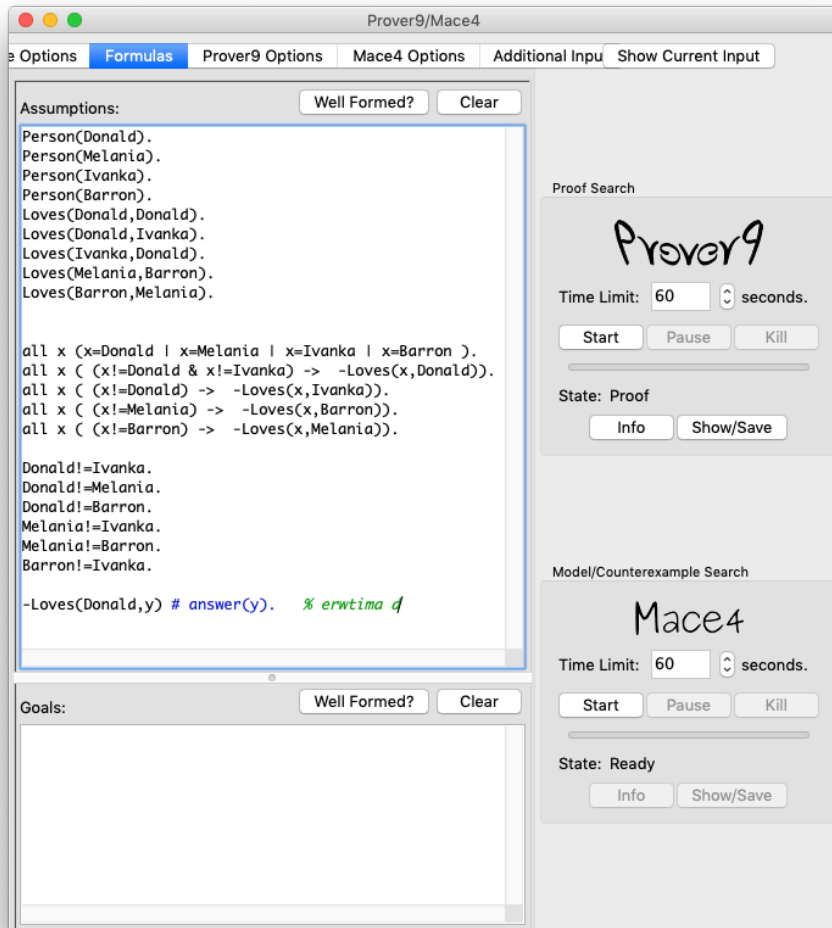 Prover9/Mace4
e Options Formulas Prover9 Options Mace4 Options Additional Inpu Show Current Input
Assumptions: Well Formed? Clear
Person(Donald).
Person(Melania).
Person(Ivanka).
Person(Barron).
Loves(Donald,Donald).
Loves(Donald,Ivanka).
Loves(Ivanka,Donald).
Loves(Melania,Barron).
Loves(Barron,Melania).
all x (x=Donald | x=Melania | x=Ivanka | x=Barron ).
all x ( (x!=Donald & x!=Ivanka) -> -Loves(x,Donald)).
all x ( (x!=Donald) -> -Loves(x,Ivanka)).
all x ( (x!=Melania) -> -Loves(x,Barron)).
all x ( (x!=Barron) -> -Loves(x,Melania)).
Donald!=Ivanka.
Donald!=Melania.
Donald!=Barron.
Melania!=Ivanka.
Melania!=Barron.
Barron!=Ivanka.
-Loves(Donald,y) # answer(y). % erwtima d
Goals: Well Formed? Clear
Proof Search
Prover9
Time Limit: 60 seconds.
Start Pause Kill
State: Proof
Info Show/Save
Model/Counterexample Search
Mace4
Time Limit: 60 seconds.
Start Pause Kill
State: Ready
Info Show/Save